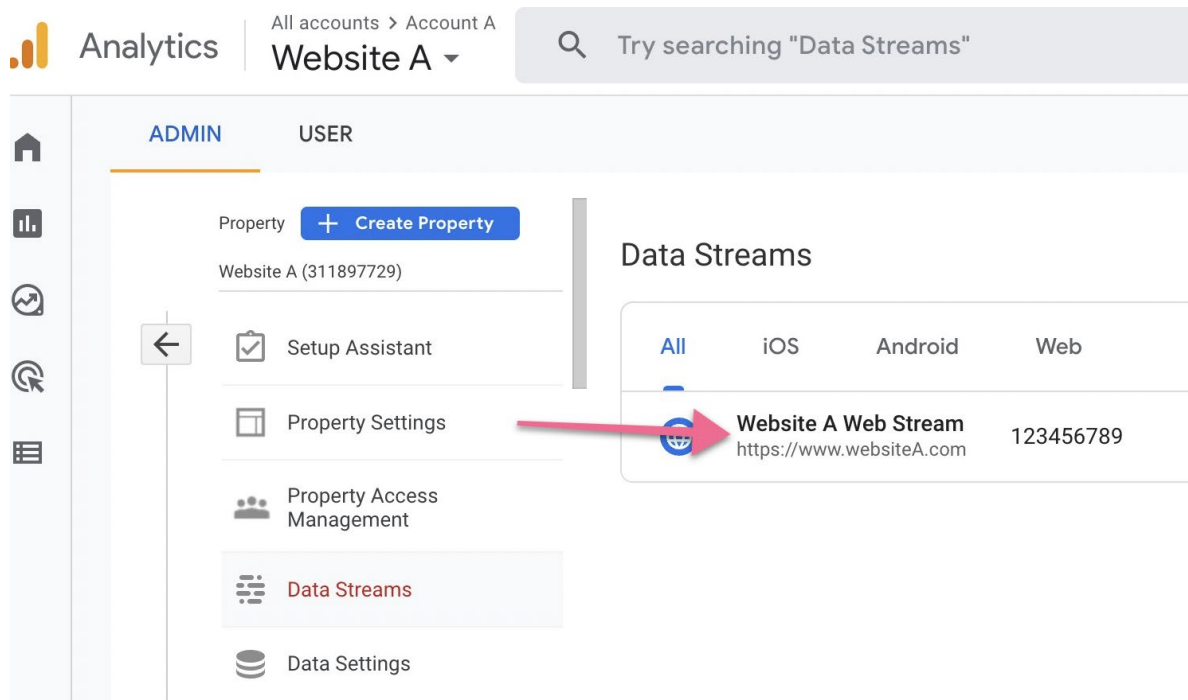 Analytics
All accounts > Account A
Website A
Try searching "Data Streams"
ADMIN
USER
Property
+ Create Property
Website A (311897729)
Setup Assistant
Property Settings
Property Access
Management
Data Streams
Data Settings
Data Streams
All
iOS
Android
Web
Website A Web Stream
https://www.websiteA.com
123456789